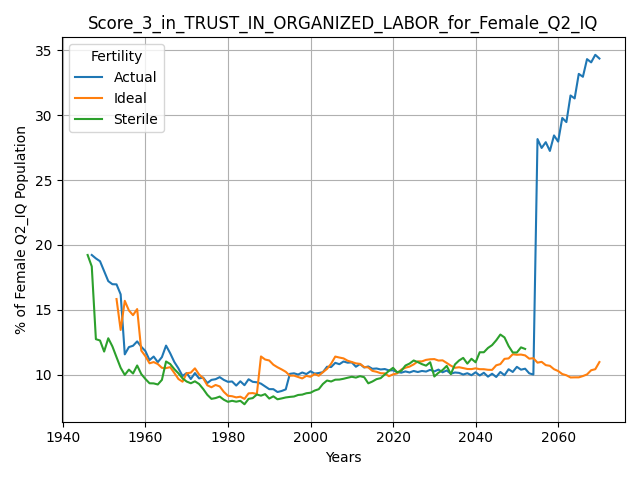 Score_3_in_TRUST_IN_ORGANIZED_LABOR_for_Female_Q2_IQ
Fertility
Actual
Ideal
Sterile
% of Female Q2_IQ Population
35
30
25
20
15
10
1940
1960
1980
2000
2020
2040
2060
Years